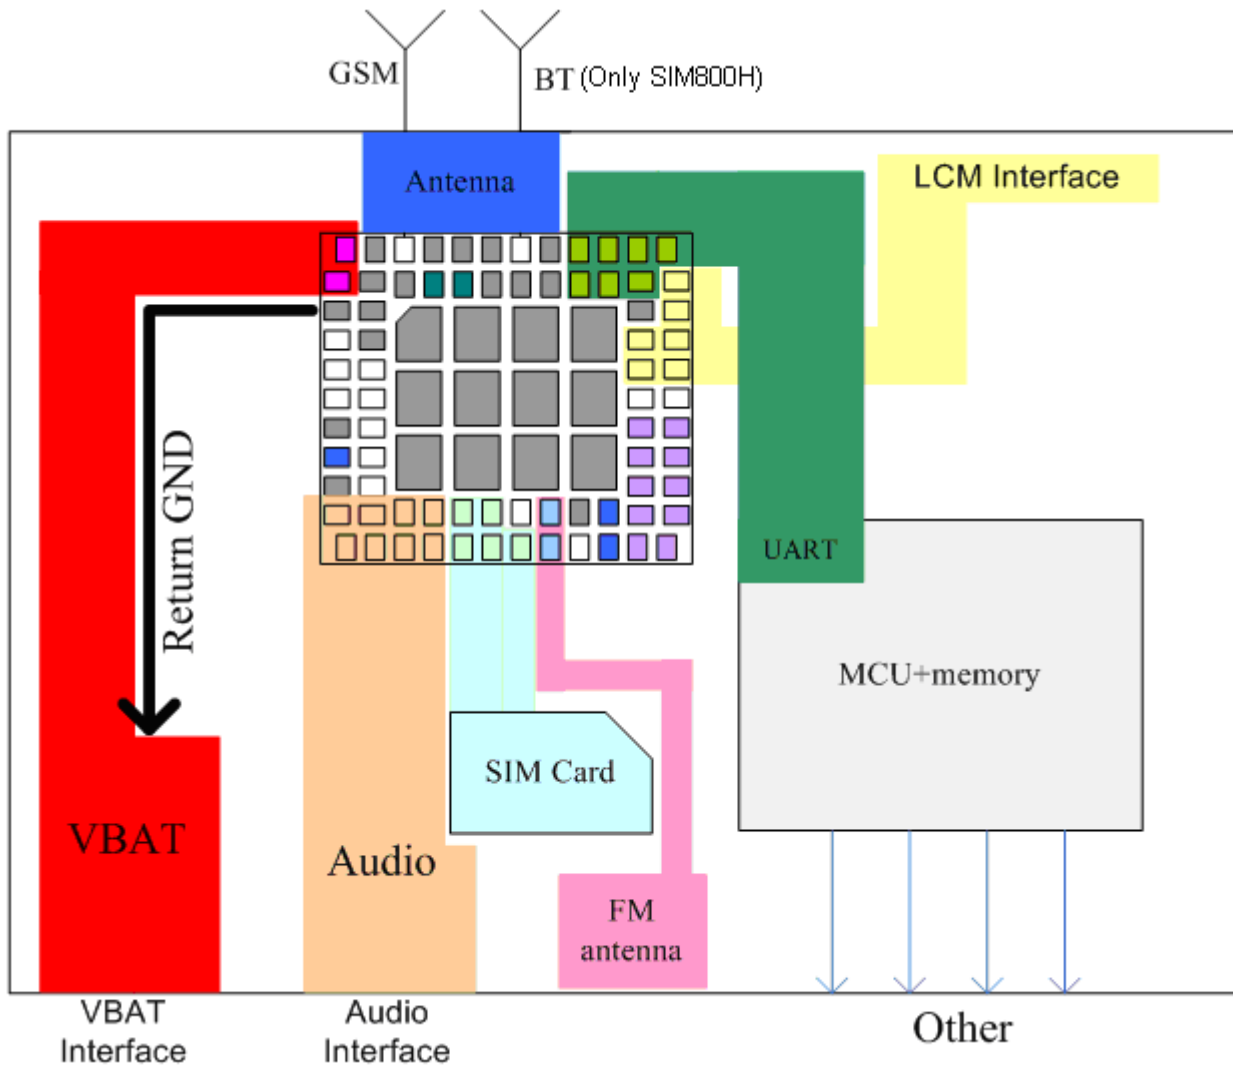 GSM
BT (Only SIM800H)
Antenna
LCM Interface
Return GND
UART
MCU+memory
SIM Card
VBAT
Audio
FM
antenna
VBAT
Interface
Audio
Interface
Other